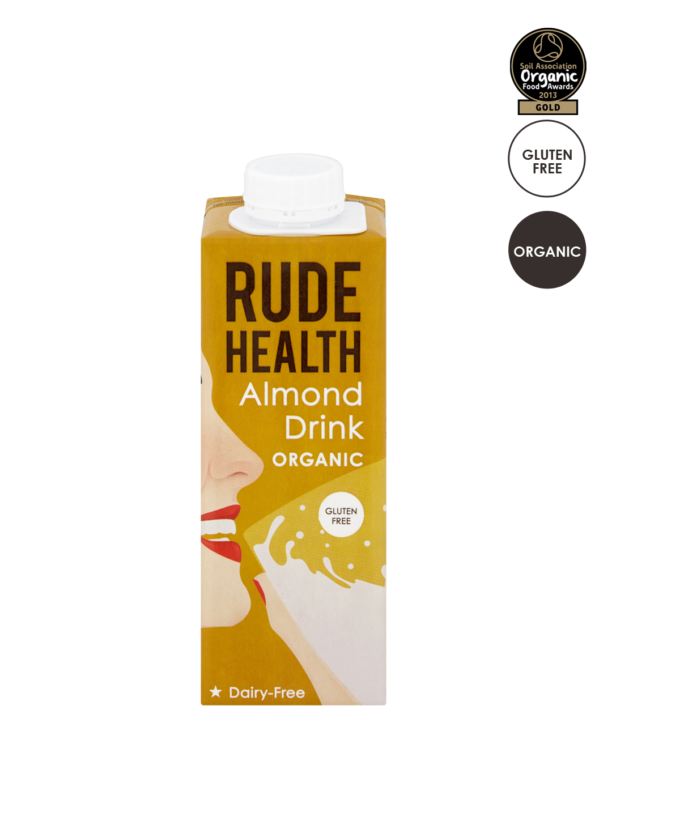 Soil Association
Organic
Food Awards
2013
GOLD
GLUTEN
FREE
ORGANIC
RUDE
HEALTH
Almond
Drink
ORGANIC
GLUTEN
FREE
★ Dairy-Free